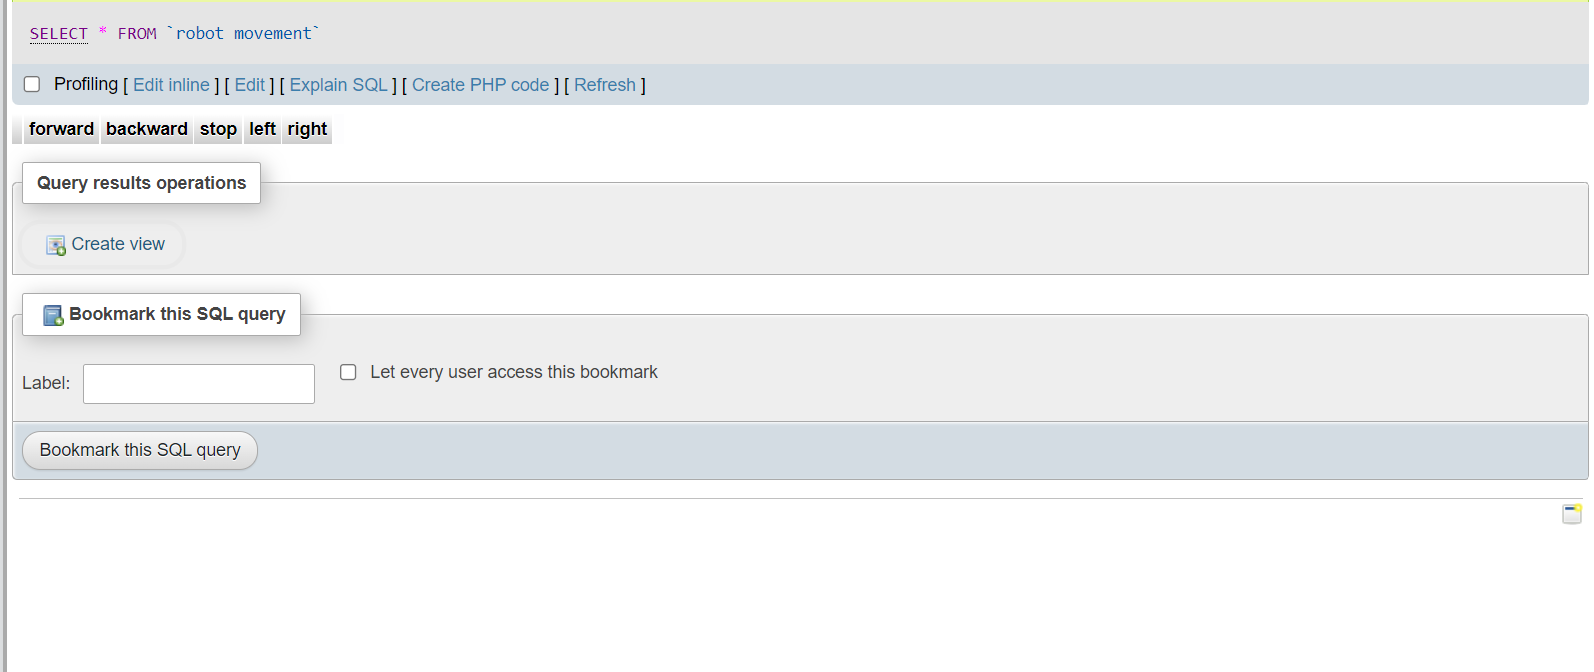 SELECT * FROM `robot movement`
Profiling [ Edit inline ] [ Edit ] [ Explain SQL ] [ Create PHP code ] [ Refresh ]
forward backward stop left right
Query results operations
Create view
Bookmark this SQL query
Label: Let every user access this bookmark
Bookmark this SQL query